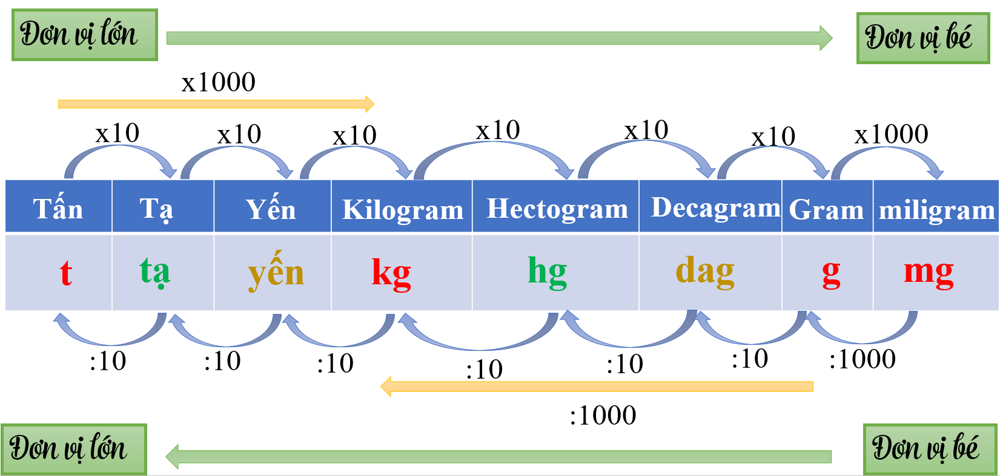 Đơn vị lớn Đơn vị bé
x1000
x10 x10 x10 x10 x10 x10 x1000
Tấn Tạ Yến Kilogram Hectogram Decagram Gram miligram
t tạ yến kg hg dag g mg
:10 :10 :10 :10 :10 :10 :1000
:1000
Đơn vị lớn Đơn vị bé